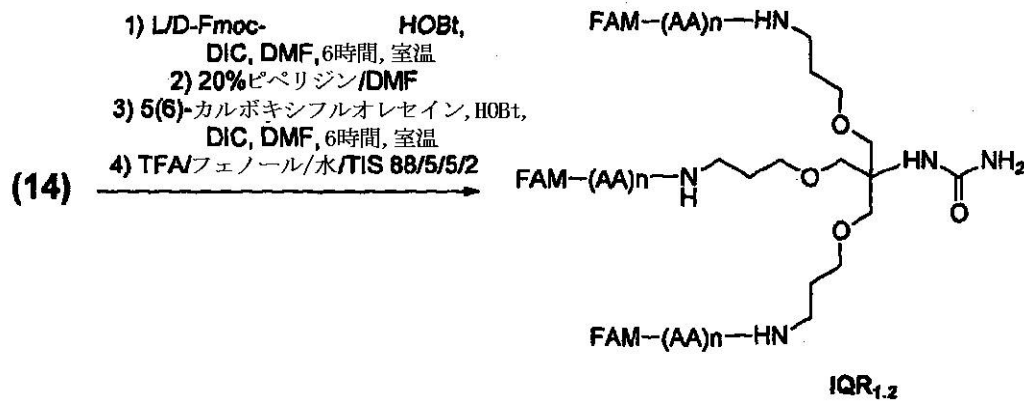 1) L/D-Fmoc- HOBt,
DIC, DMF, 6時間, 室温
2) 20%ピペリジン/DMF
3) 5(6)-カルボキシフルオレセイン, HOBt,
DIC, DMF, 6時間, 室温
4) TFA/フェノール/水/TIS 88/5/5/2
(14)
FAM-(AA)n-HN
O
FAM-(AA)n-N
H
O
HN
NH2
O
O
FAM-(AA)n-HN
IQR1.2